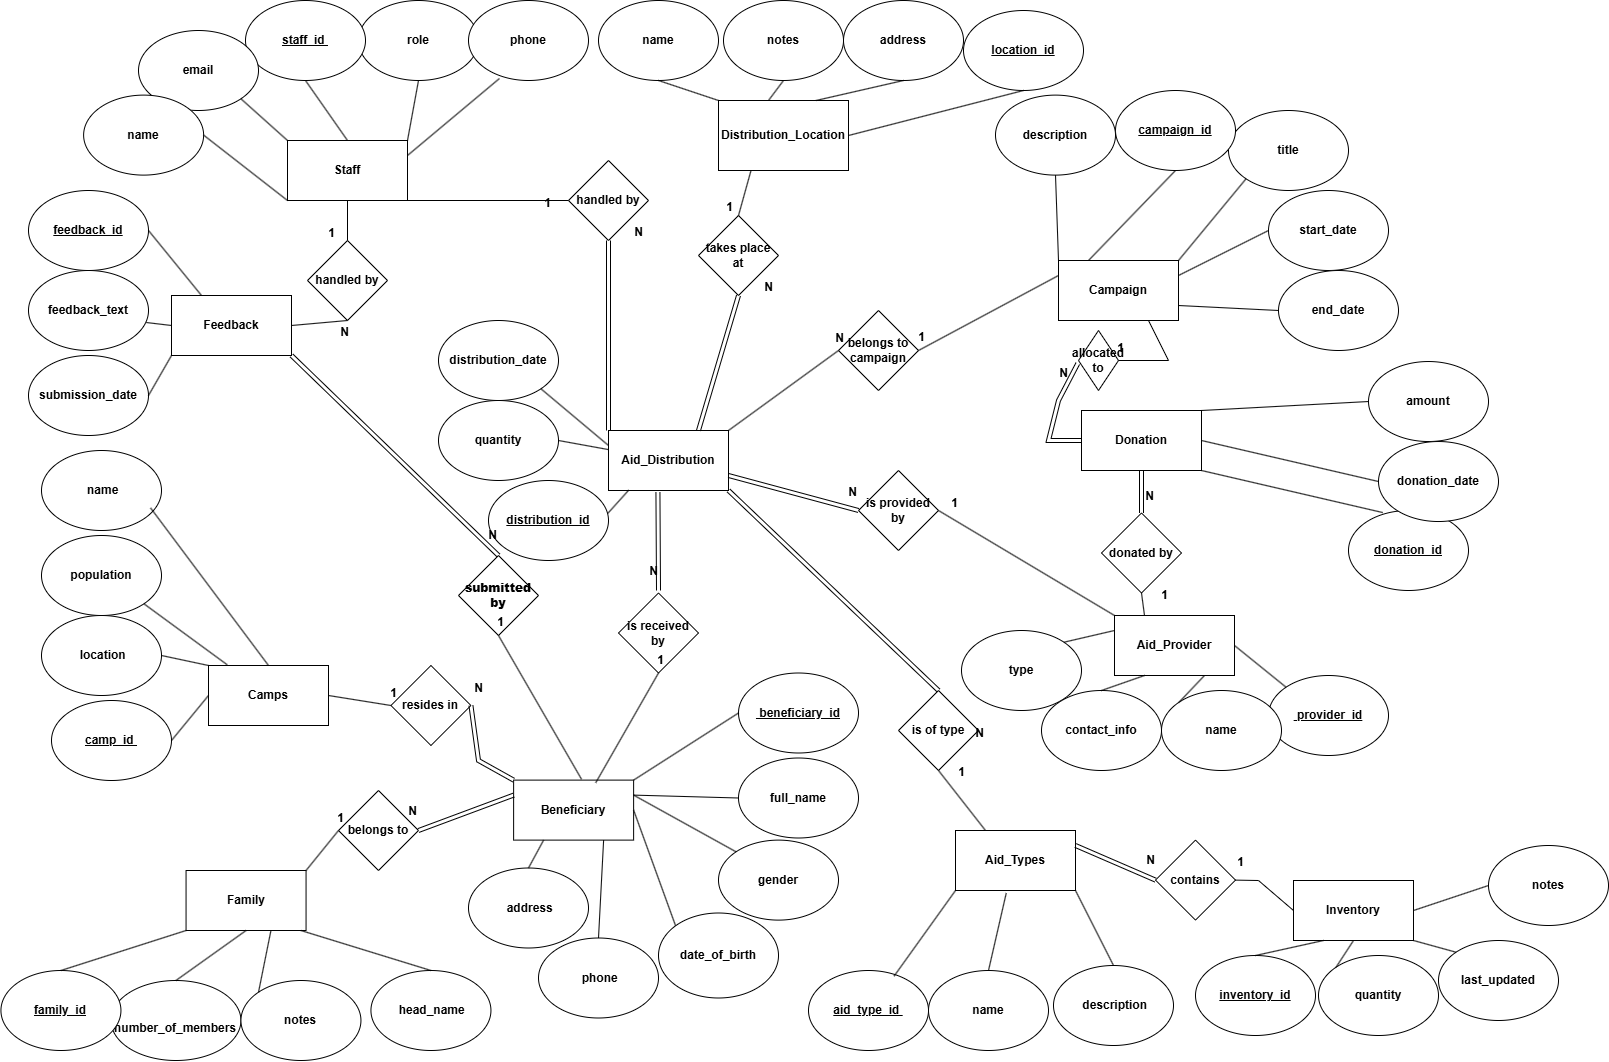 staff_id
role
phone
name
notes
address
location_id
email
name
Staff
Distribution_Location
description
campaign_id
title
handled by
1
N
feedback_id
1
handled by
N
1
takes place
at
N
start_date
Campaign
end_date
feedback_text
Feedback
submission_date
distribution_date
quantity
distribution_id
Aid_Distribution
N
belongs to
campaign
1
allocated
to
1
N
Donation
amount
donation_date
donation_id
N
donated by
1
name
population
location
camp_id
Camps
N
submitted
by
1
N
is received
by
1
N
is provided
by
1
Aid_Provider
type
contact_info
name
provider_id
1
resides in
N
is of type
N
1
beneficiary_id
full_name
gender
date_of_birth
phone
address
Beneficiary
1
belongs to
N
Family
family_id
number_of_members
notes
head_name
Aid_Types
aid_type_id
name
description
N
contains
1
Inventory
notes
inventory_id
quantity
last_updated